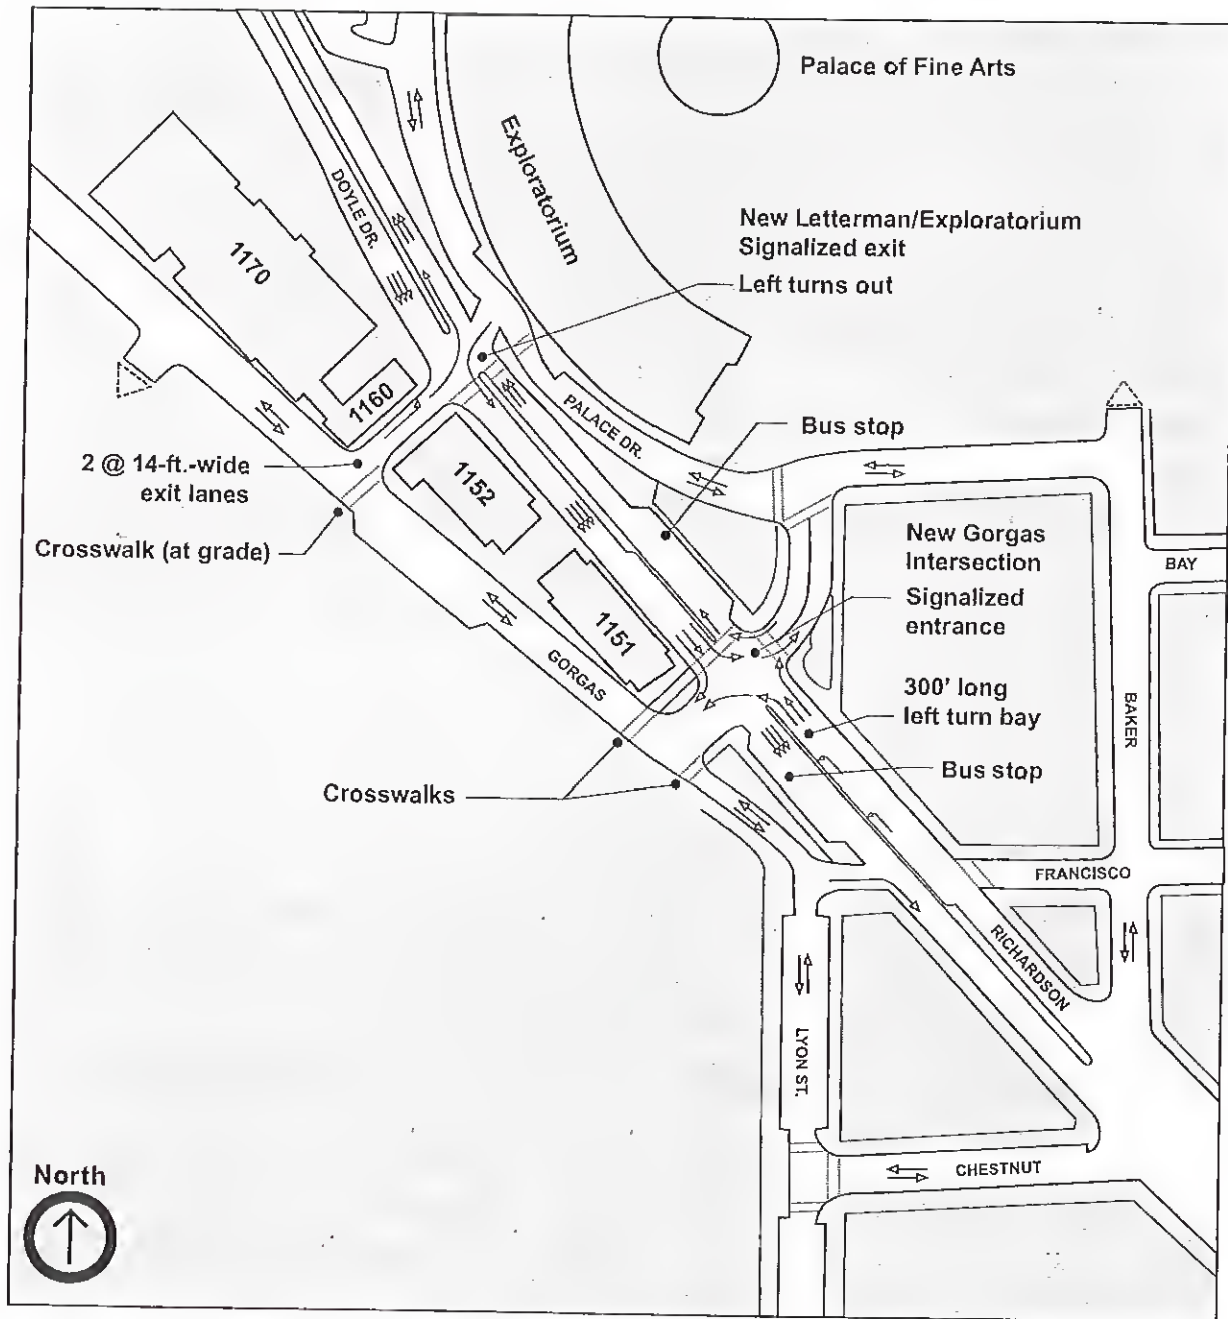 Palace of Fine Arts
Exploratorium
DOYLE DR.
New Letterman/Exploratorium
Signalized exit
Left turns out
1170
1160
PALACE DR.
Bus stop
2 @ 14-ft.-wide
exit lanes
1152
Crosswalk (at grade)
New Gorgas
Intersection
BAY
Signalized
entrance
1151
GORGAS
300' long
left turn bay
BAKER
Bus stop
Crosswalks
FRANCISCO
RICHARDSON
LYON ST.
CHESTNUT
North